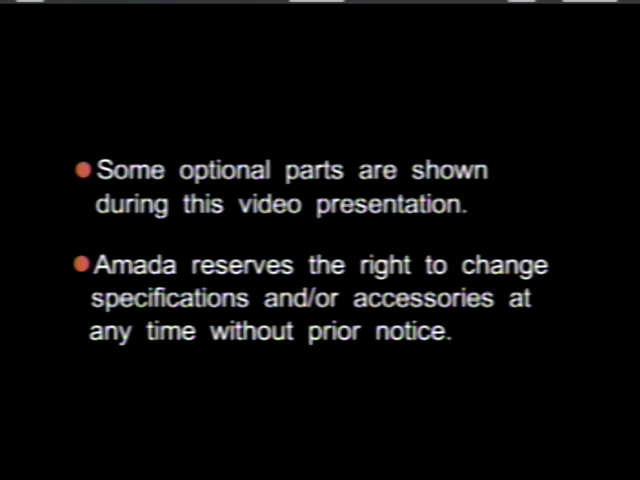 ● Some optional parts are shown
during this video presentation.
● Amada reserves the right to change
specifications and/or accessories at
any time without prior notice.